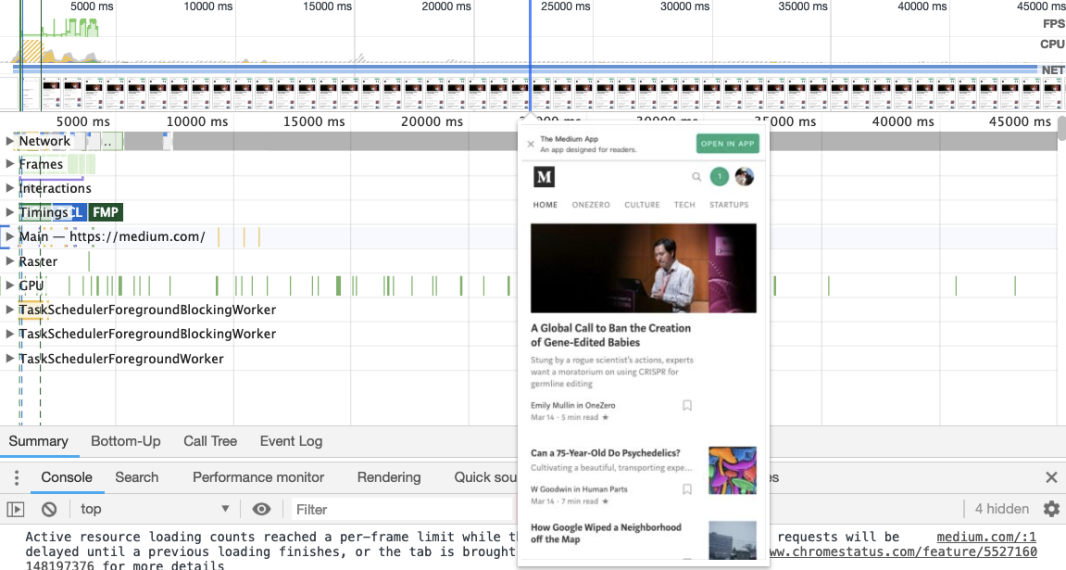 5000 ms 10000 ms 15000 ms 20000 ms 25000 ms 30000 ms 35000 ms 40000 ms 45000 ms
FPS
CPU
NET
5000 ms 10000 ms 15000 ms 20000 ms 35000 ms 40000 ms 45000 ms
Network ..
Frames
Interactions
Timings CL FMP
Main — https://medium.com/
Raster
GPU
TaskSchedulerForegroundBlockingWorker
TaskSchedulerForegroundBlockingWorker
TaskSchedulerForegroundWorker
The Medium App
An app designed for readers.
OPEN IN APP
M
1
HOME ONEZERO CULTURE TECH STARTUPS
A Global Call to Ban the Creation
of Gene-Edited Babies
Stung by a rogue scientist's actions, experts
want a moratorium on using CRISPR for
germline editing
Emily Mullin in OneZero
Mar 14 · 5 min read ★
Can a 75-Year-Old Do Psychedelics?
Cultivating a beautiful, transporting expe...
W Goodwin in Human Parts
Mar 14 · 7 min read ★
How Google Wiped a Neighborhood
off the Map
Summary Bottom-Up Call Tree Event Log
Console Search Performance monitor Rendering Quick sou es
top Filter 4 hidden
Active resource loading counts reached a per-frame limit while th requests will be medium.com/:1
delayed until a previous loading finishes, or the tab is brought ww.chromestatus.com/feature/5527160
148197376 for more details